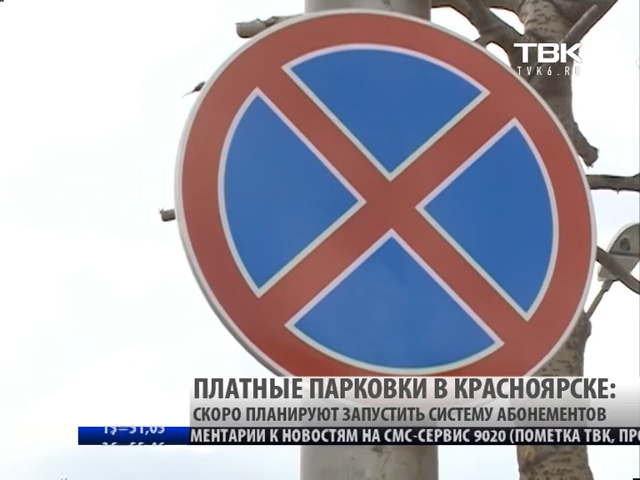 ТВК
TVK6.RU
ПЛАТНЫЕ ПАРКОВКИ В КРАСНОЯРСКЕ:
СКОРО ПЛАНИРУЮТ ЗАПУСТИТЬ СИСТЕМУ АБОНЕМЕНТОВ
МЕНТАРИИ К НОВОСТЯМ НА СМС-СЕРВИС 9020 (ПОМЕТКА ТВК, ПРО